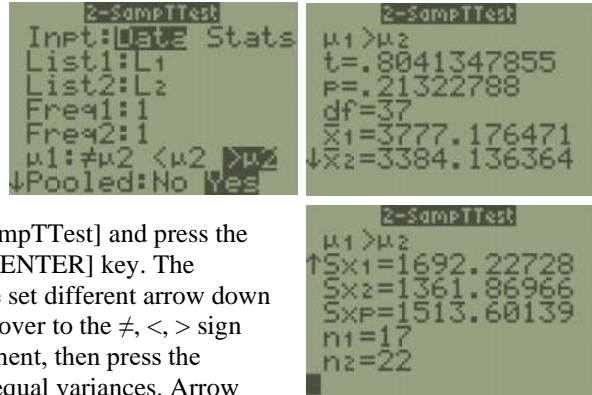 2-SampTTest
Inpt:Data Stats
List1:L1
List2:L2
Freq1:1
Freq2:1
μ1:≠μ2 <μ2 >μ2
↓Pooled:No Yes
2-SampTTest
μ1>μ2
t=.8041347855
p=.21322788
df=37
x̄1=3777.176471
↓x̄2=3384.136364
mpTTest] and press the
ENTER] key. The
set different arrow down
over to the ≠, <, > sign
ment, then press the
equal variances. Arrow
2-SampTTest
μ1>μ2
↑Sx1=1692.22728
Sx2=1361.86966
Sxp=1513.60139
n1=17
n2=22